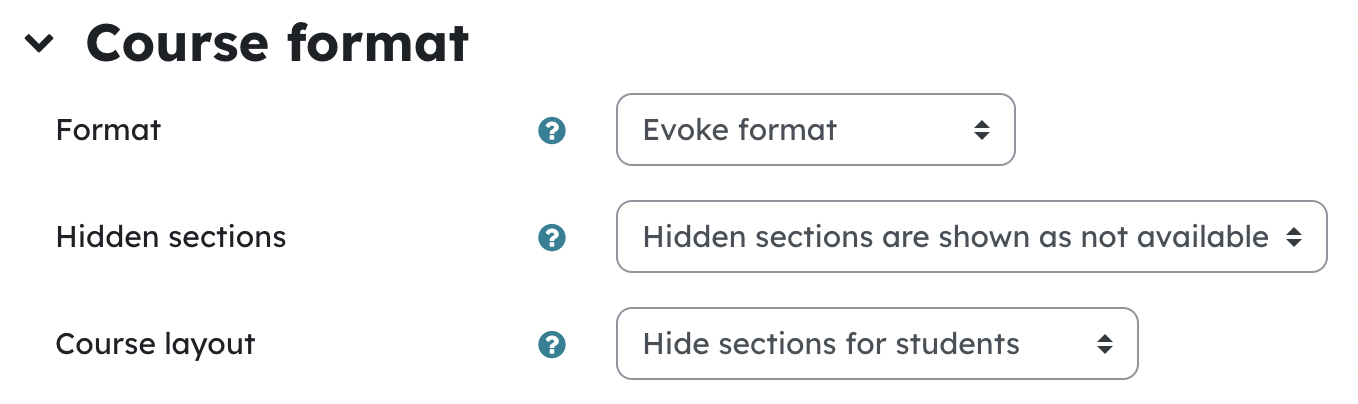 Course format
Format ? Evoke format
Hidden sections ? Hidden sections are shown as not available
Course layout ? Hide sections for students